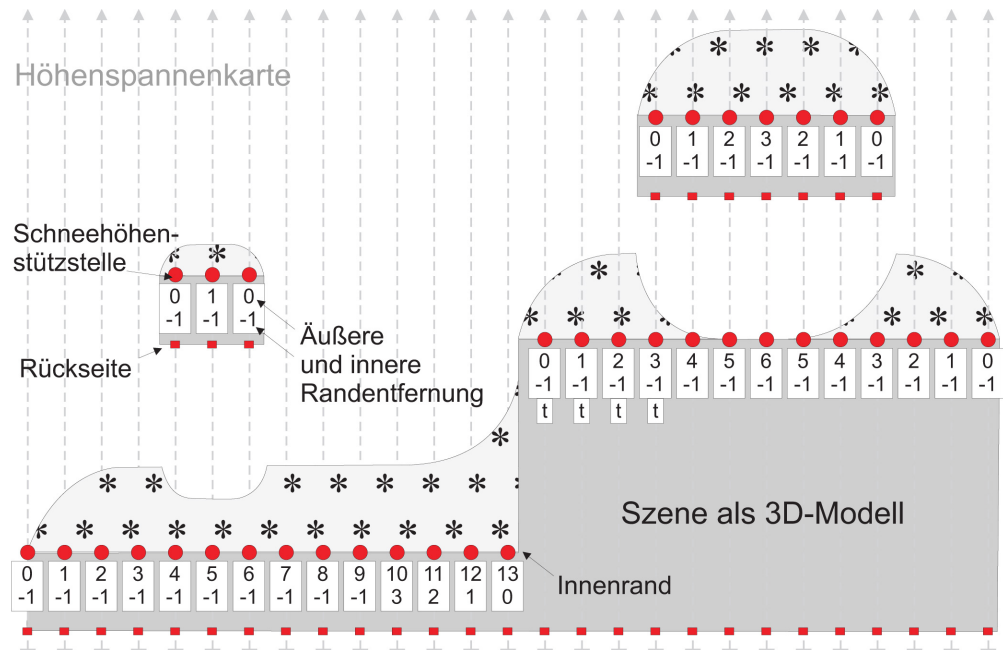 Höhenspannenkarte
0 1 2 3 2 1 0
-1 -1 -1 -1 -1 -1 -1
Schneehöhen-
stützstelle
0 1 0
-1 -1 -1
Rückseite
Äußere
und innere
Randentfernung
0 1 2 3 4 5 6 5 4 3 2 1 0
-1 -1 -1 -1 -1 -1 -1 -1 -1 -1 -1 -1 -1
t t t t
Szene als 3D-Modell
0 1 2 3 4 5 6 7 8 9 10 11 12 13
-1 -1 -1 -1 -1 -1 -1 -1 -1 -1 3 2 1 0
Innenrand